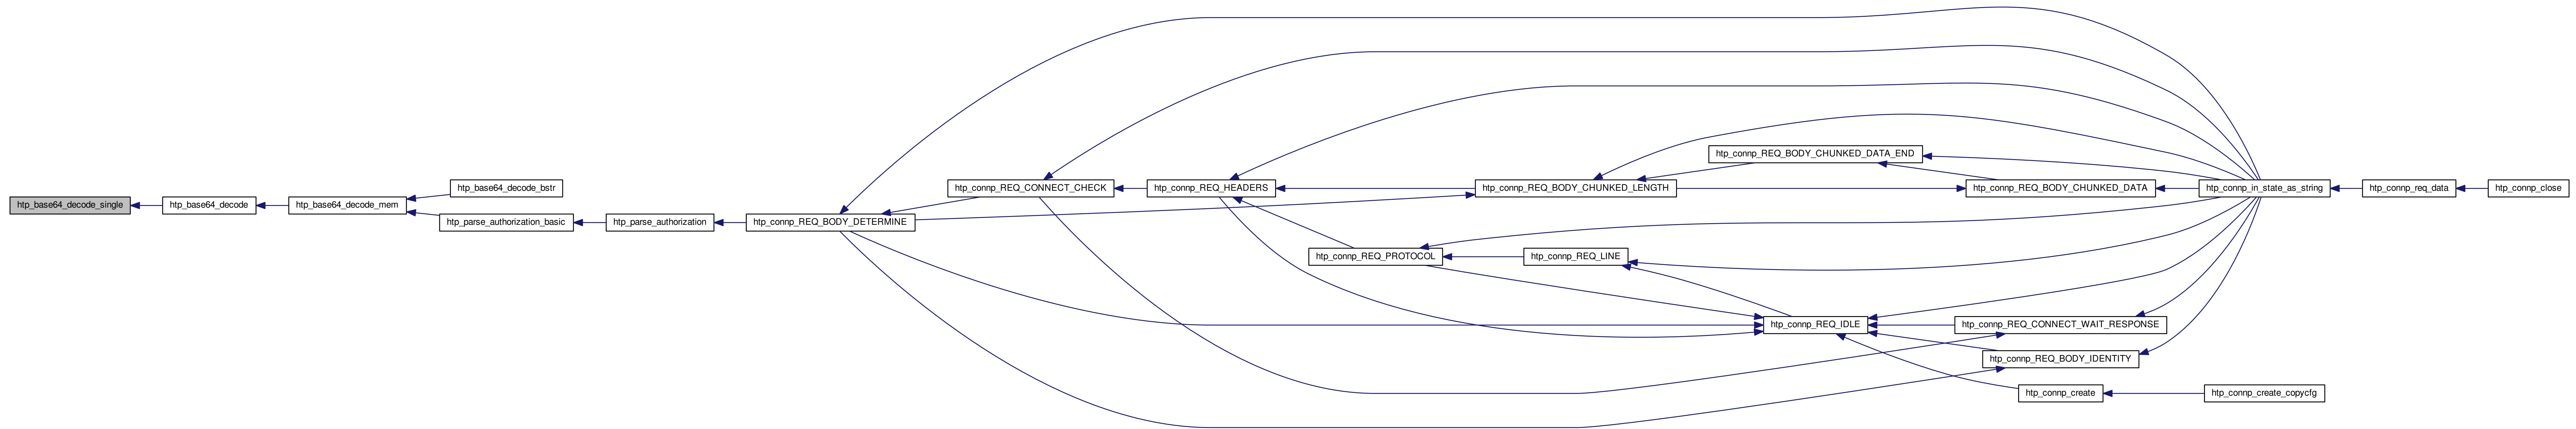 htp_base64_decode_single
htp_base64_decode
htp_base64_decode_mem
htp_base64_decode_bstr
htp_parse_authorization_basic
htp_parse_authorization
htp_connp_REQ_BODY_DETERMINE
htp_connp_REQ_CONNECT_CHECK
htp_connp_REQ_HEADERS
htp_connp_REQ_PROTOCOL
htp_connp_REQ_BODY_CHUNKED_LENGTH
htp_connp_REQ_LINE
htp_connp_REQ_BODY_CHUNKED_DATA_END
htp_connp_REQ_IDLE
htp_connp_REQ_BODY_CHUNKED_DATA
htp_connp_REQ_CONNECT_WAIT_RESPONSE
htp_connp_REQ_BODY_IDENTITY
htp_connp_create
htp_connp_in_state_as_string
htp_connp_create_copycfg
htp_connp_req_data
htp_connp_close